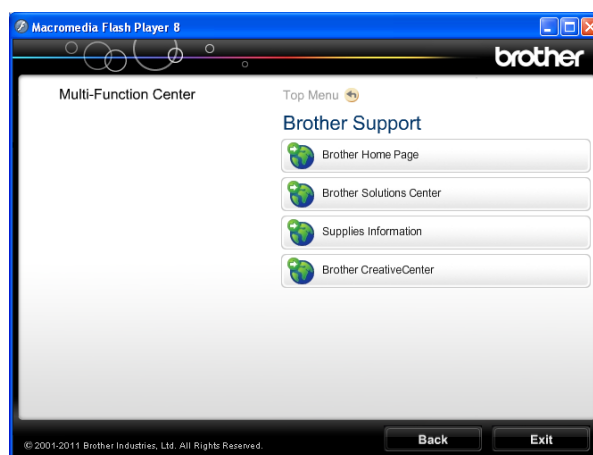 Macromedia Flash Player 8
brother
Multi-Function Center
Top Menu
Brother Support
Brother Home Page
Brother Solutions Center
Supplies Information
Brother CreativeCenter
© 2001-2011 Brother Industries, Ltd. All Rights Reserved.
Back
Exit